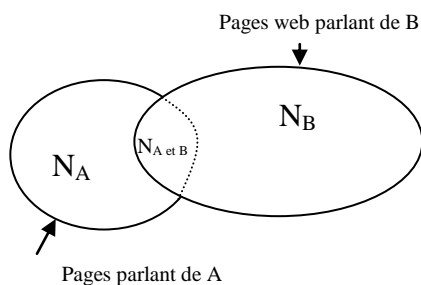 Pages web parlant de B
N_B
N_A et B
N_A
Pages parlant de A